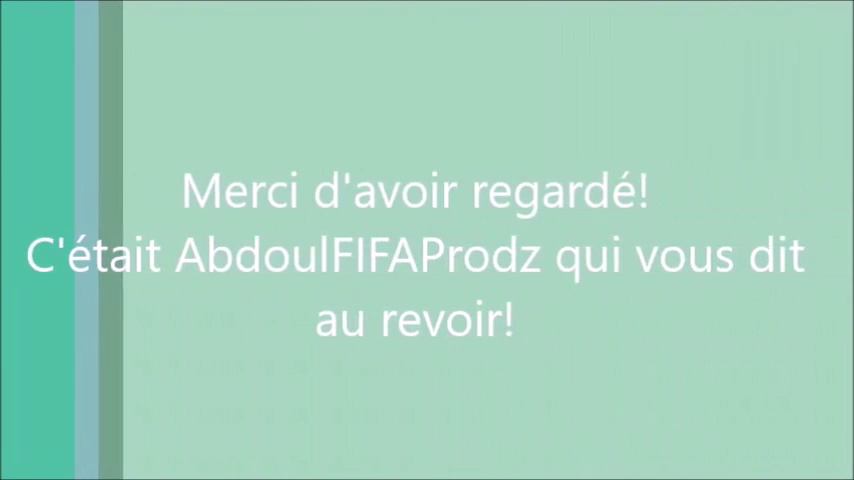 Merci d'avoir regardé!
C'était AbdoulFIFAProdz qui vous dit
au revoir!